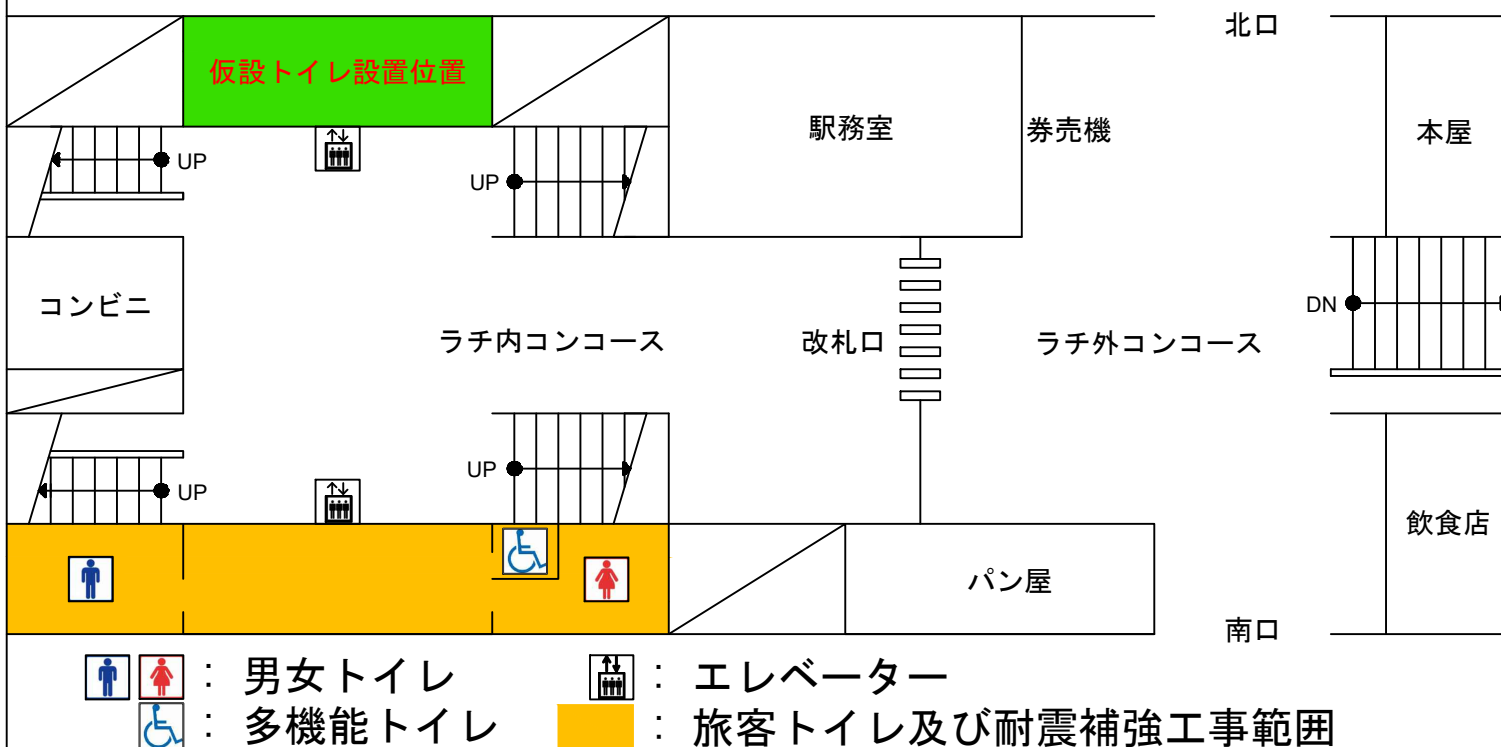 北口
仮設トイレ設置位置
駅務室
券売機
本屋
UP
UP
コンビニ
ラチ内コンコース
改札口
ラチ外コンコース
DN
UP
UP
飲食店
パン屋
南口
: 男女トイレ
: エレベーター
: 多機能トイレ
: 旅客トイレ及び耐震補強工事範囲